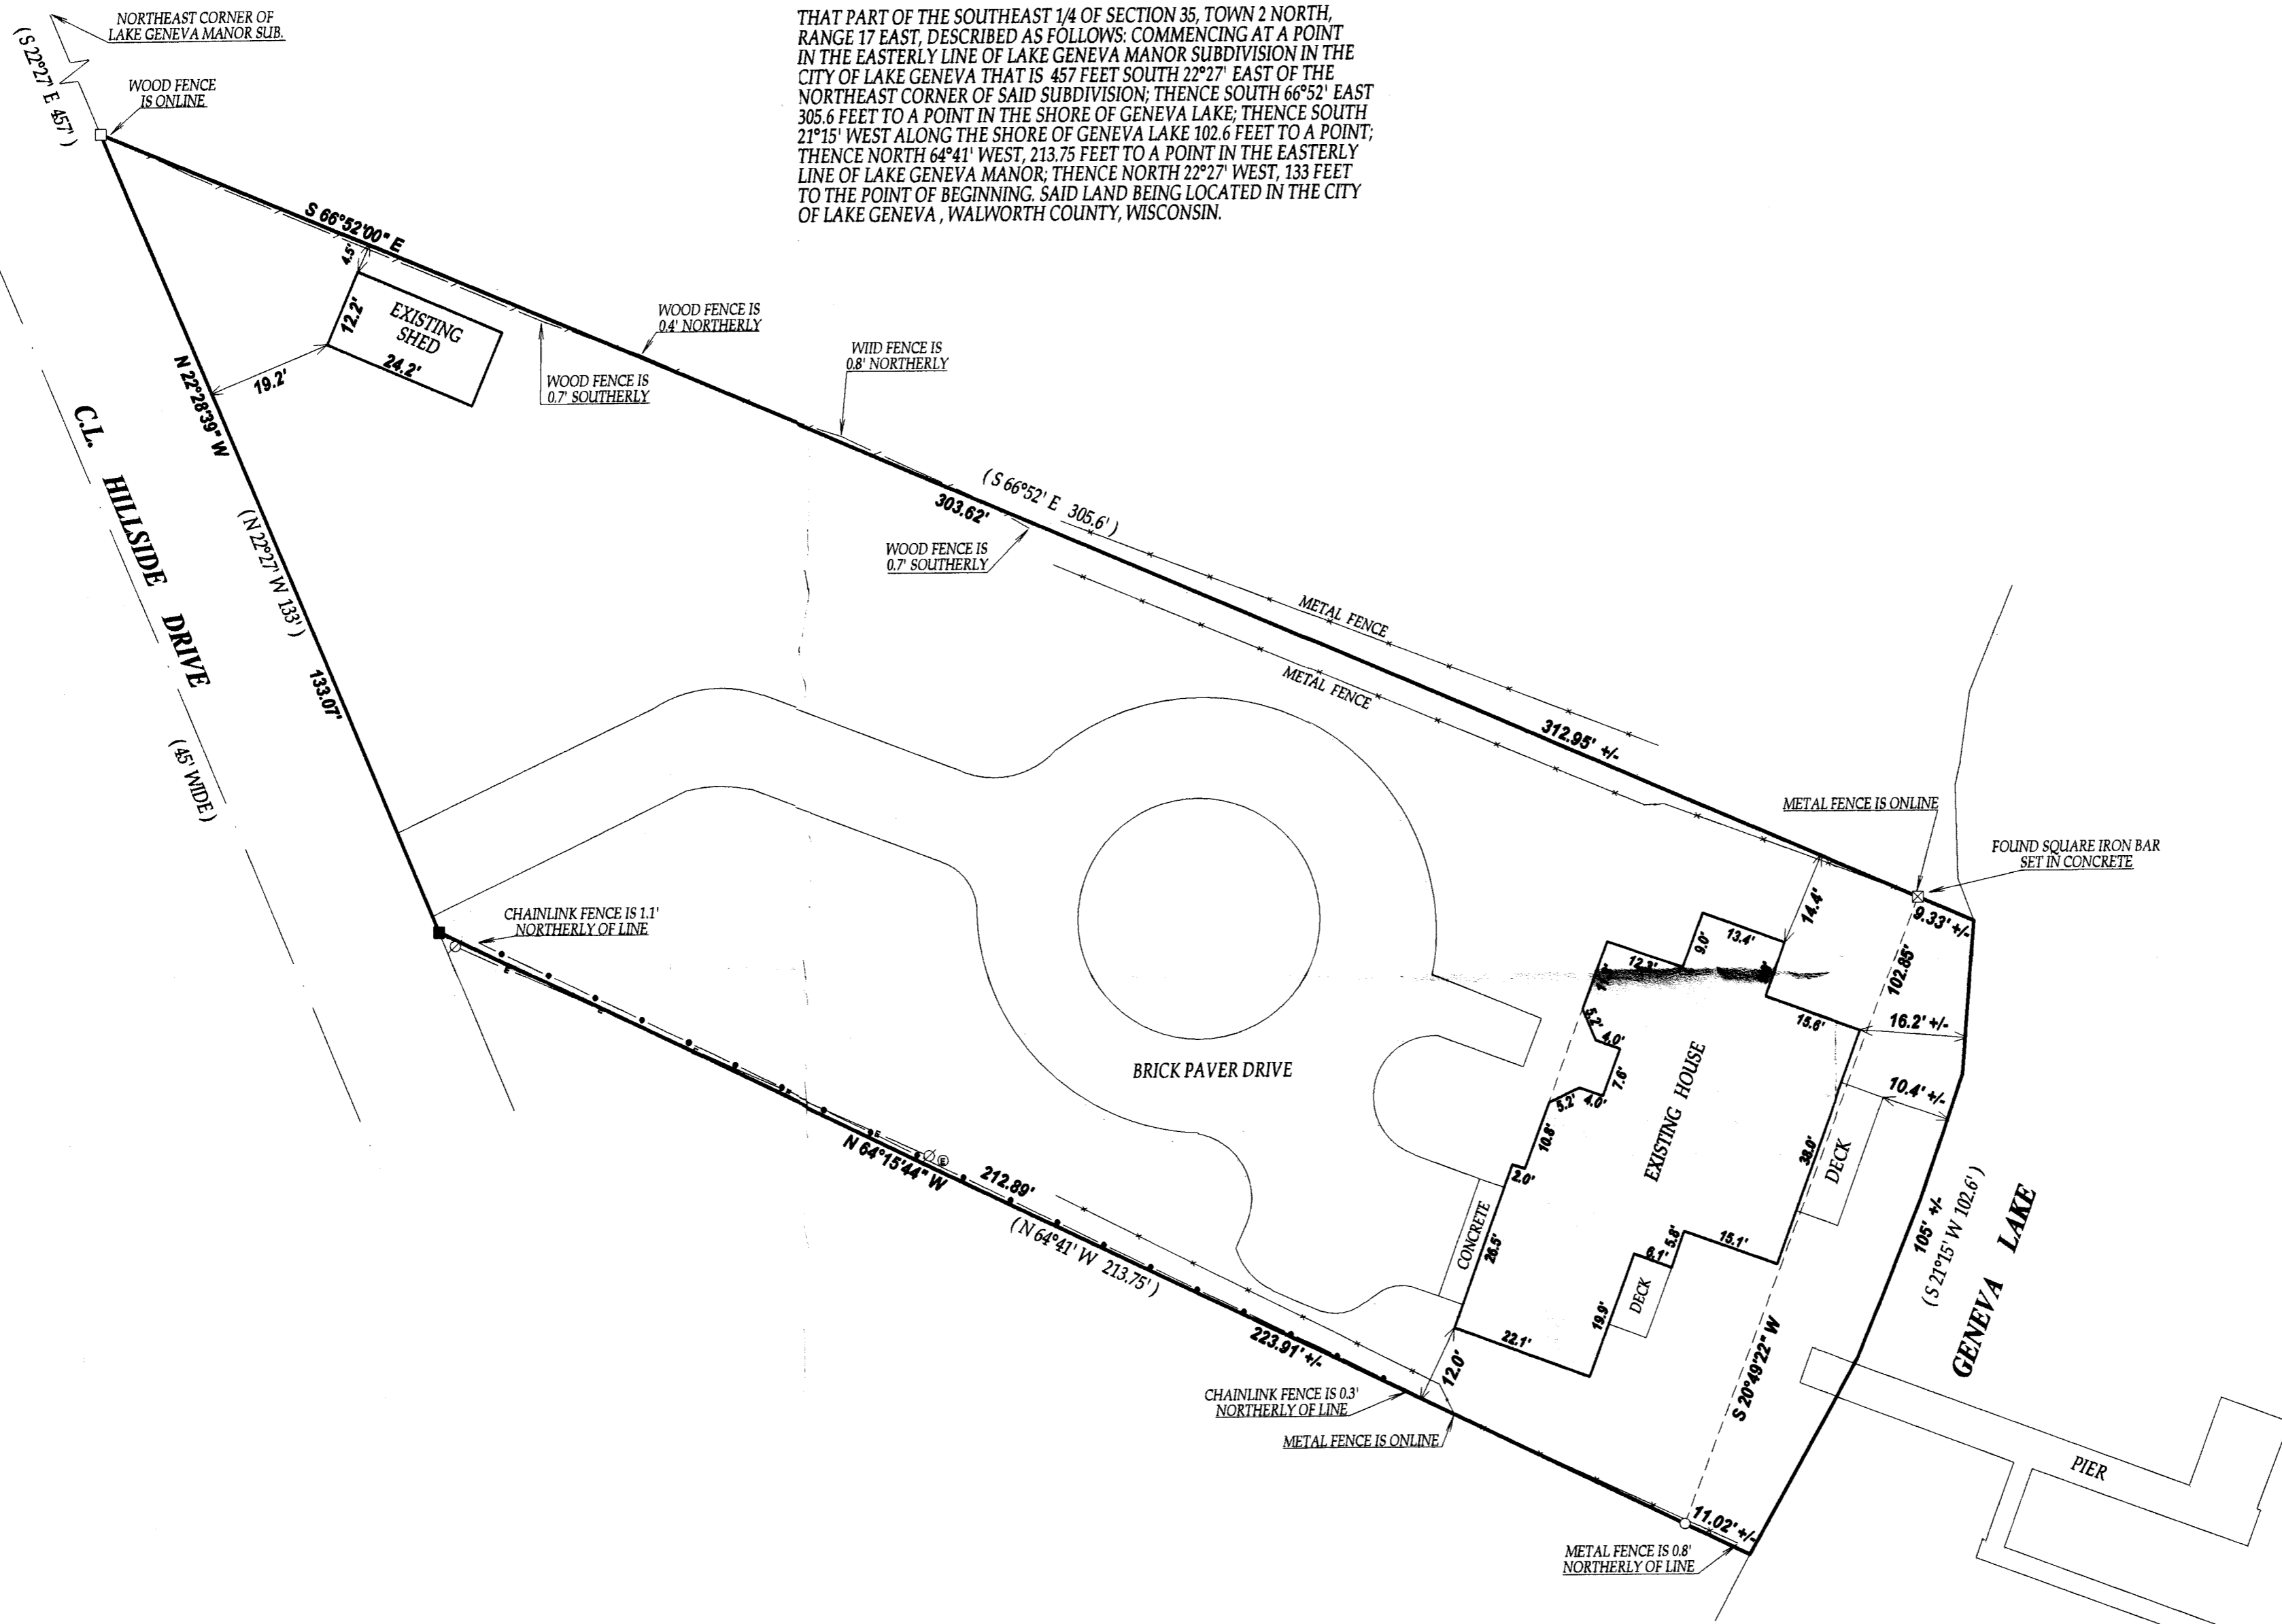 NORTHEAST CORNER OF
LAKE GENEVA MANOR SUB.
(S 22°27' E 457')
WOOD FENCE
IS ONLINE
THAT PART OF THE SOUTHEAST 1/4 OF SECTION 35, TOWN 2 NORTH,
RANGE 17 EAST, DESCRIBED AS FOLLOWS: COMMENCING AT A POINT
IN THE EASTERLY LINE OF LAKE GENEVA MANOR SUBDIVISION IN THE
CITY OF LAKE GENEVA THAT IS 457 FEET SOUTH 22°27' EAST OF THE
NORTHEAST CORNER OF SAID SUBDIVISION; THENCE SOUTH 66°52' EAST
305.6 FEET TO A POINT IN THE SHORE OF GENEVA LAKE; THENCE SOUTH
21°15' WEST ALONG THE SHORE OF GENEVA LAKE 102.6 FEET TO A POINT;
THENCE NORTH 64°41' WEST, 213.75 FEET TO A POINT IN THE EASTERLY
LINE OF LAKE GENEVA MANOR; THENCE NORTH 22°27' WEST, 133 FEET
TO THE POINT OF BEGINNING. SAID LAND BEING LOCATED IN THE CITY
OF LAKE GENEVA , WALWORTH COUNTY, WISCONSIN.
S 66°52'00" E
4.5'
12.2'
EXISTING
SHED
24.2'
19.2'
WOOD FENCE IS
0.4' NORTHERLY
WOOD FENCE IS
0.7' SOUTHERLY
WIID FENCE IS
0.8' NORTHERLY
N 22°28'39" W
(N 22°27' W 133')
133.07'
C.L. HILLSIDE DRIVE
(45' WIDE)
(S 66°52' E 305.6')
303.62'
WOOD FENCE IS
0.7' SOUTHERLY
METAL FENCE
METAL FENCE
312.95' +/-
METAL FENCE IS ONLINE
FOUND SQUARE IRON BAR
SET IN CONCRETE
9.33' +/-
14.4'
102.85'
13.4'
9.0'
12.3'
15.6'
16.2' +/-
10.4' +/-
5.2'
4.0'
7.6'
5.2'
4.0'
10.8'
2.0'
EXISTING HOUSE
38.0'
DECK
CHAINLINK FENCE IS 1.1'
NORTHERLY OF LINE
E
E
E
E
E
E
BRICK PAVER DRIVE
N 64°15'44" W
212.89'
(N 64°41' W 213.75')
CONCRETE
26.5'
6.1'
5.8'
15.1'
DECK
19.9'
22.1'
12.0'
105' +/-
(S 21°15' W 102.6')
GENEVA LAKE
223.91' +/-
S 20°49'22" W
CHAINLINK FENCE IS 0.3'
NORTHERLY OF LINE
METAL FENCE IS ONLINE
PIER
11.02' +/-
METAL FENCE IS 0.8'
NORTHERLY OF LINE